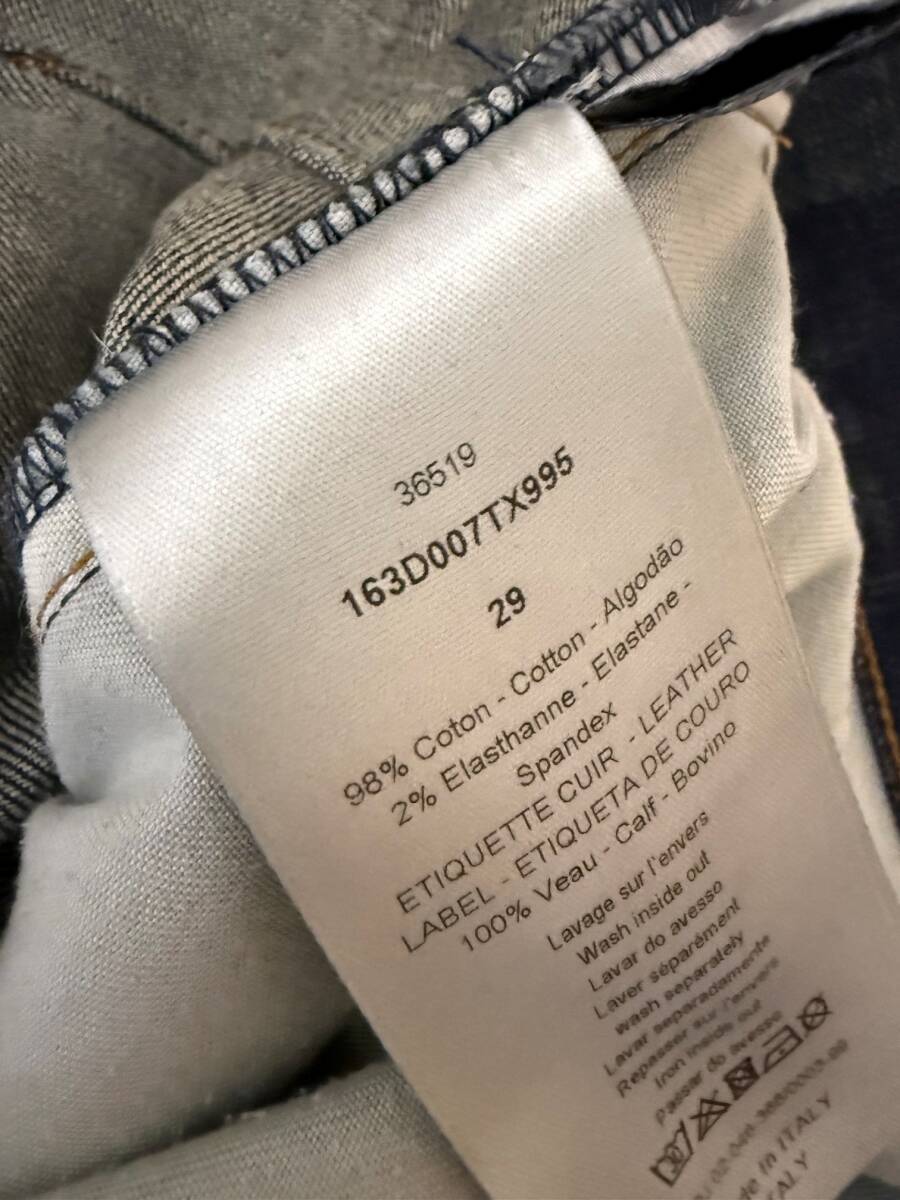 36519
163D007TX995
29
98% Coton - Cotton - Algodão
2% Elasthanne - Elastane -
Spandex
ETIQUETTE CUIR - LEATHER
LABEL - ETIQUETA DE COURO
100% Veau - Calf - Bovino
Lavage sur l'envers
Wash inside out
Lavar do avesso
Laver séparément
wash separately
Lavar separadamente
Repasser sur l'envers
Iron inside out
Passar do avesso
30
in ITALY